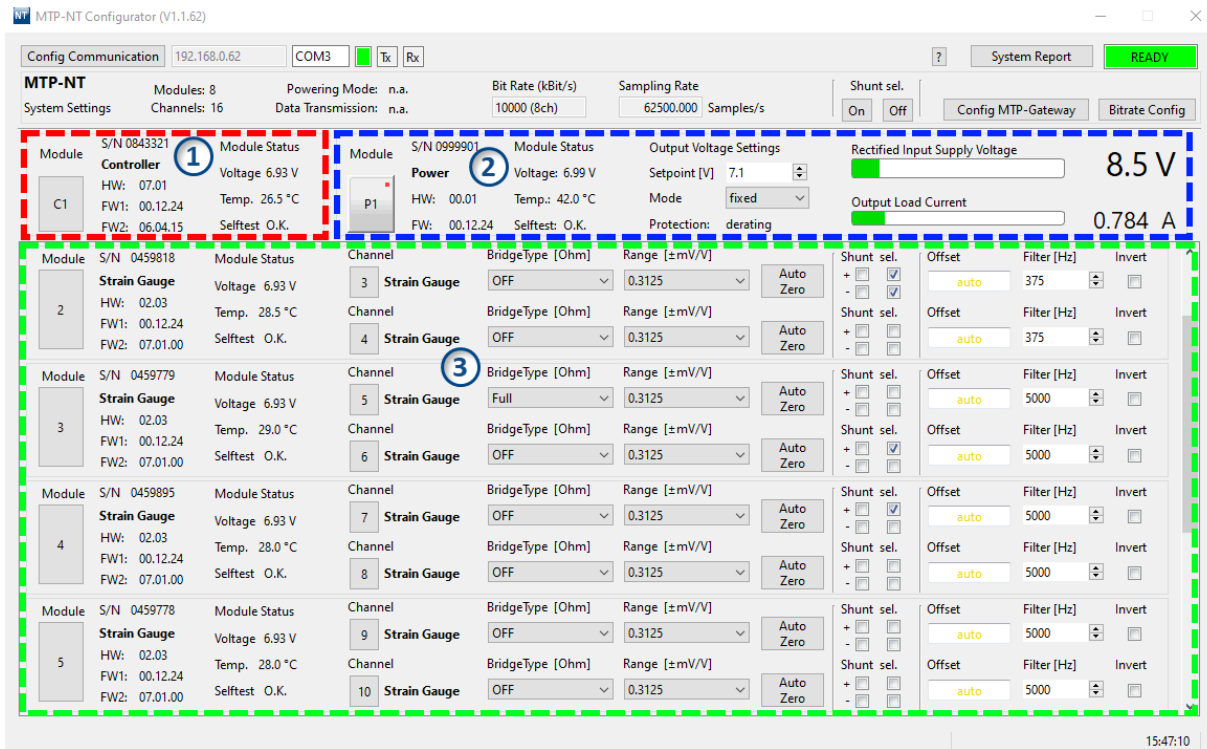 NT MTP-NT Configurator (V1.1.62)
Config Communication 192.168.0.62 COM3 Tx Rx ? System Report READY
MTP-NT Modules: 8 Powering Mode: n.a. Bit Rate (kBit/s) Sampling Rate Shunt sel.
System Settings Channels: 16 Data Transmission: n.a. 10000 (8ch) 62500.000 Samples/s On Off Config MTP-Gateway Bitrate Config
Module S/N 0843321 Module Status
Controller 1 Voltage 6.93 V
C1 HW: 07.01 Temp. 26.5 °C
FW1: 00.12.24
FW2: 06.04.15 Selftest O.K.
Module S/N 0999901 Module Status Output Voltage Settings Rectified Input Supply Voltage
Power 2 Voltage: 6.99 V Setpoint [V] 7.1 8.5 V
P1 HW: 00.01 Temp.: 42.0 °C Mode fixed Output Load Current
FW: 00.12.24 Selftest: O.K. Protection: derating 0.784 A
Module S/N 0459818 Module Status Channel BridgeType [Ohm] Range [±mV/V] Shunt sel. Offset Filter [Hz] Invert
Strain Gauge Voltage 6.93 V 3 Strain Gauge OFF 0.3125 Auto Zero + - auto 375
2 HW: 02.03 Temp. 28.5 °C Channel BridgeType [Ohm] Range [±mV/V] Shunt sel. Offset Filter [Hz] Invert
FW1: 00.12.24
FW2: 07.01.00 Selftest O.K. 4 Strain Gauge OFF 0.3125 Auto Zero + - auto 375
3
Module S/N 0459779 Module Status Channel BridgeType [Ohm] Range [±mV/V] Shunt sel. Offset Filter [Hz] Invert
Strain Gauge Voltage 6.93 V 5 Strain Gauge Full 0.3125 Auto Zero + - auto 5000
3 HW: 02.03 Temp. 29.0 °C Channel BridgeType [Ohm] Range [±mV/V] Shunt sel. Offset Filter [Hz] Invert
FW1: 00.12.24
FW2: 07.01.00 Selftest O.K. 6 Strain Gauge OFF 0.3125 Auto Zero + - auto 5000
Module S/N 0459895 Module Status Channel BridgeType [Ohm] Range [±mV/V] Shunt sel. Offset Filter [Hz] Invert
Strain Gauge Voltage 6.93 V 7 Strain Gauge OFF 0.3125 Auto Zero + - auto 5000
4 HW: 02.03 Temp. 28.0 °C Channel BridgeType [Ohm] Range [±mV/V] Shunt sel. Offset Filter [Hz] Invert
FW1: 00.12.24
FW2: 07.01.00 Selftest O.K. 8 Strain Gauge OFF 0.3125 Auto Zero + - auto 5000
Module S/N 0459778 Module Status Channel BridgeType [Ohm] Range [±mV/V] Shunt sel. Offset Filter [Hz] Invert
Strain Gauge Voltage 6.93 V 9 Strain Gauge OFF 0.3125 Auto Zero + - auto 5000
5 HW: 02.03 Temp. 28.0 °C Channel BridgeType [Ohm] Range [±mV/V] Shunt sel. Offset Filter [Hz] Invert
FW1: 00.12.24
FW2: 07.01.00 Selftest O.K. 10 Strain Gauge OFF 0.3125 Auto Zero + - auto 5000
15:47:10